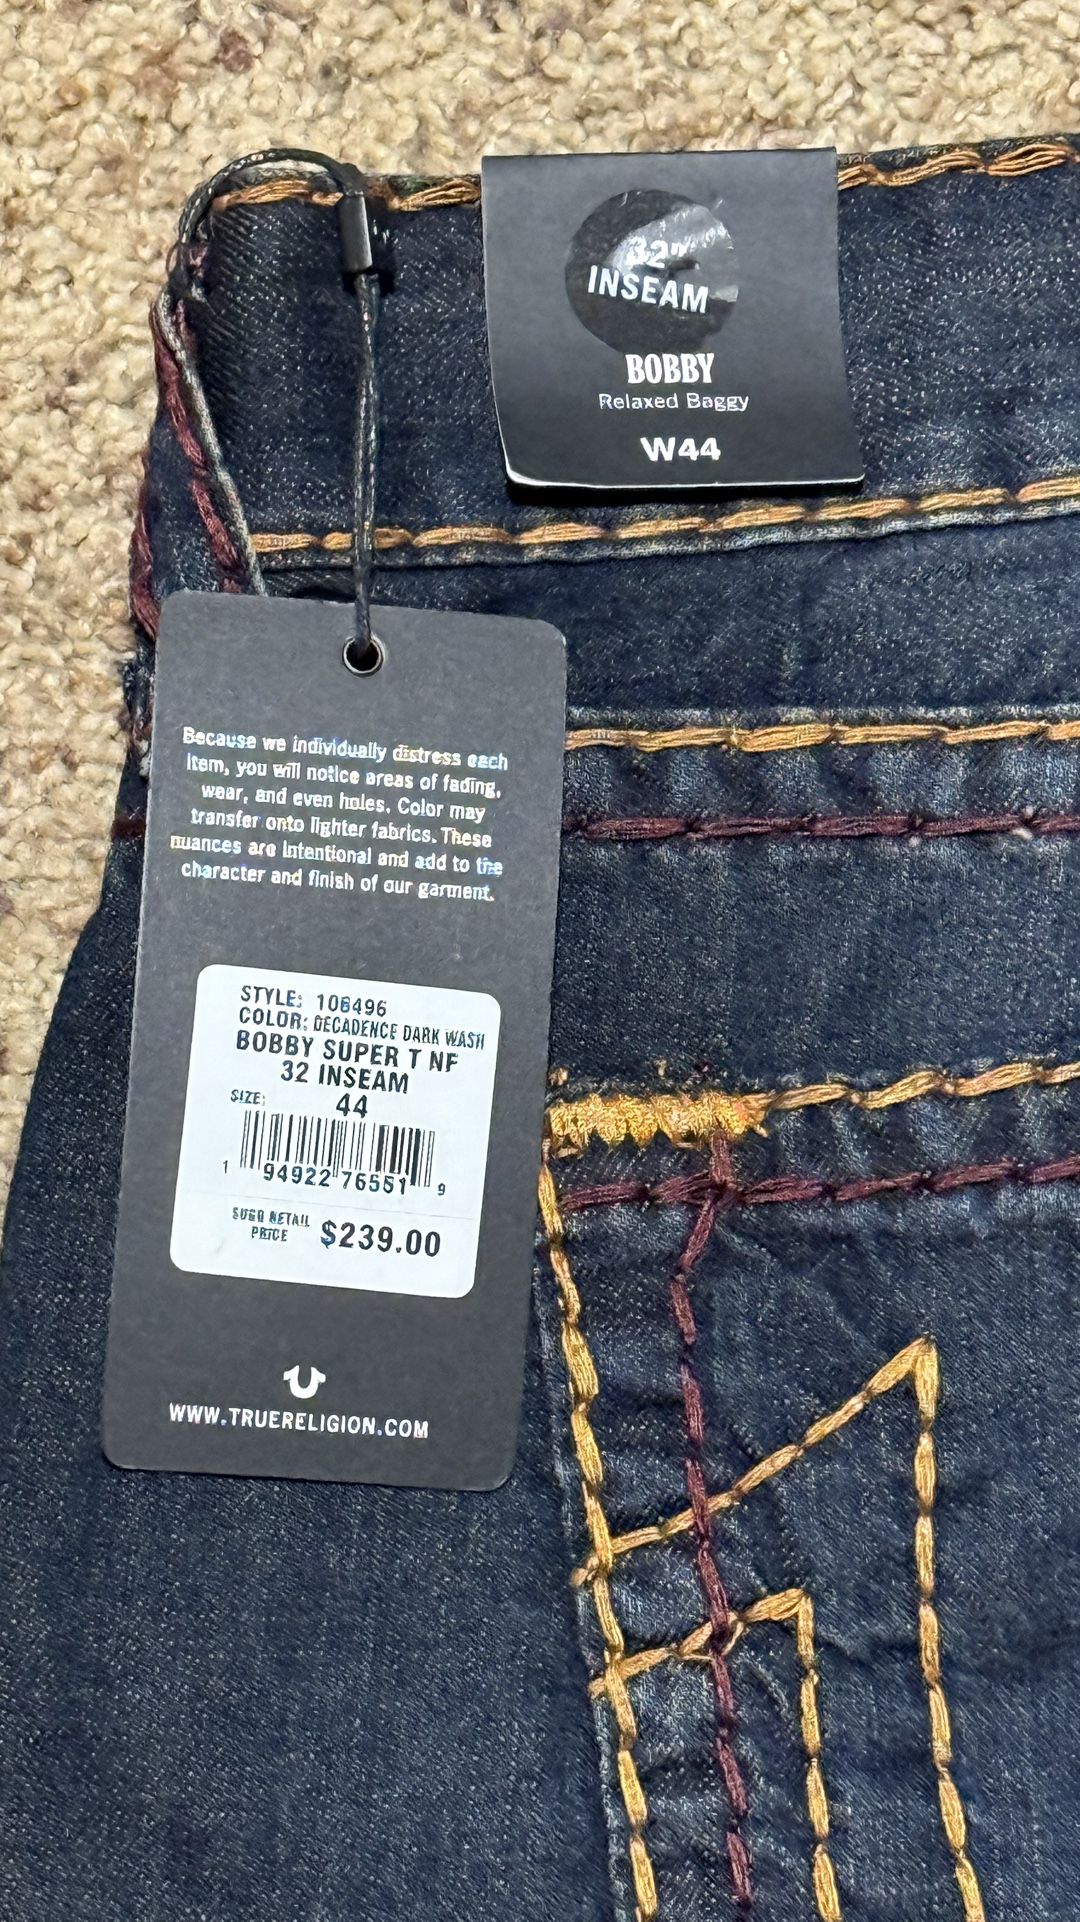 32"
INSEAM
BOBBY
Relaxed Baggy
W44
Because we individually distress each
item, you will notice areas of fading,
wear, and even holes. Color may
transfer onto lighter fabrics. These
nuances are intentional and add to the
character and finish of our garment.
STYLE: 106496
COLOR: DECADENCE DARK WASH
BOBBY SUPER T NF
32 INSEAM
SIZE: 44
1 94922 76551 9
SUGG RETAIL
PRICE $239.00
WWW.TRUERELIGION.COM